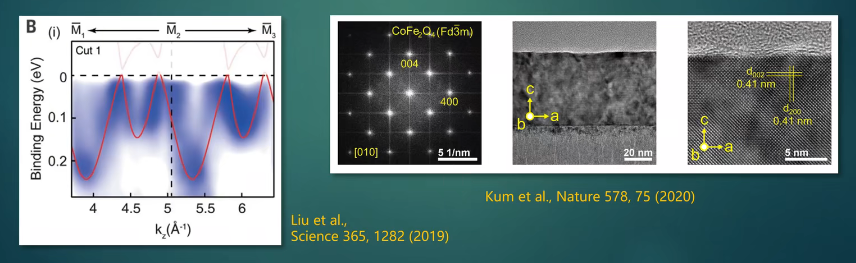 B (i) M̅₁ M̅₂ M̅₃
Cut 1
0
0.1
0.2
Binding Energy (eV)
4 4.5 5 5.5 6
k_z(Å⁻¹)
Liu et al.,
Science 365, 1282 (2019)
CoFe₂O₄ (Fd3̅m)
004
400
[010]
5 1/nm
c
b a
20 nm
d₀₀₂
0.41 nm
d₂₀₀
0.41 nm
c
b a
5 nm
Kum et al., Nature 578, 75 (2020)